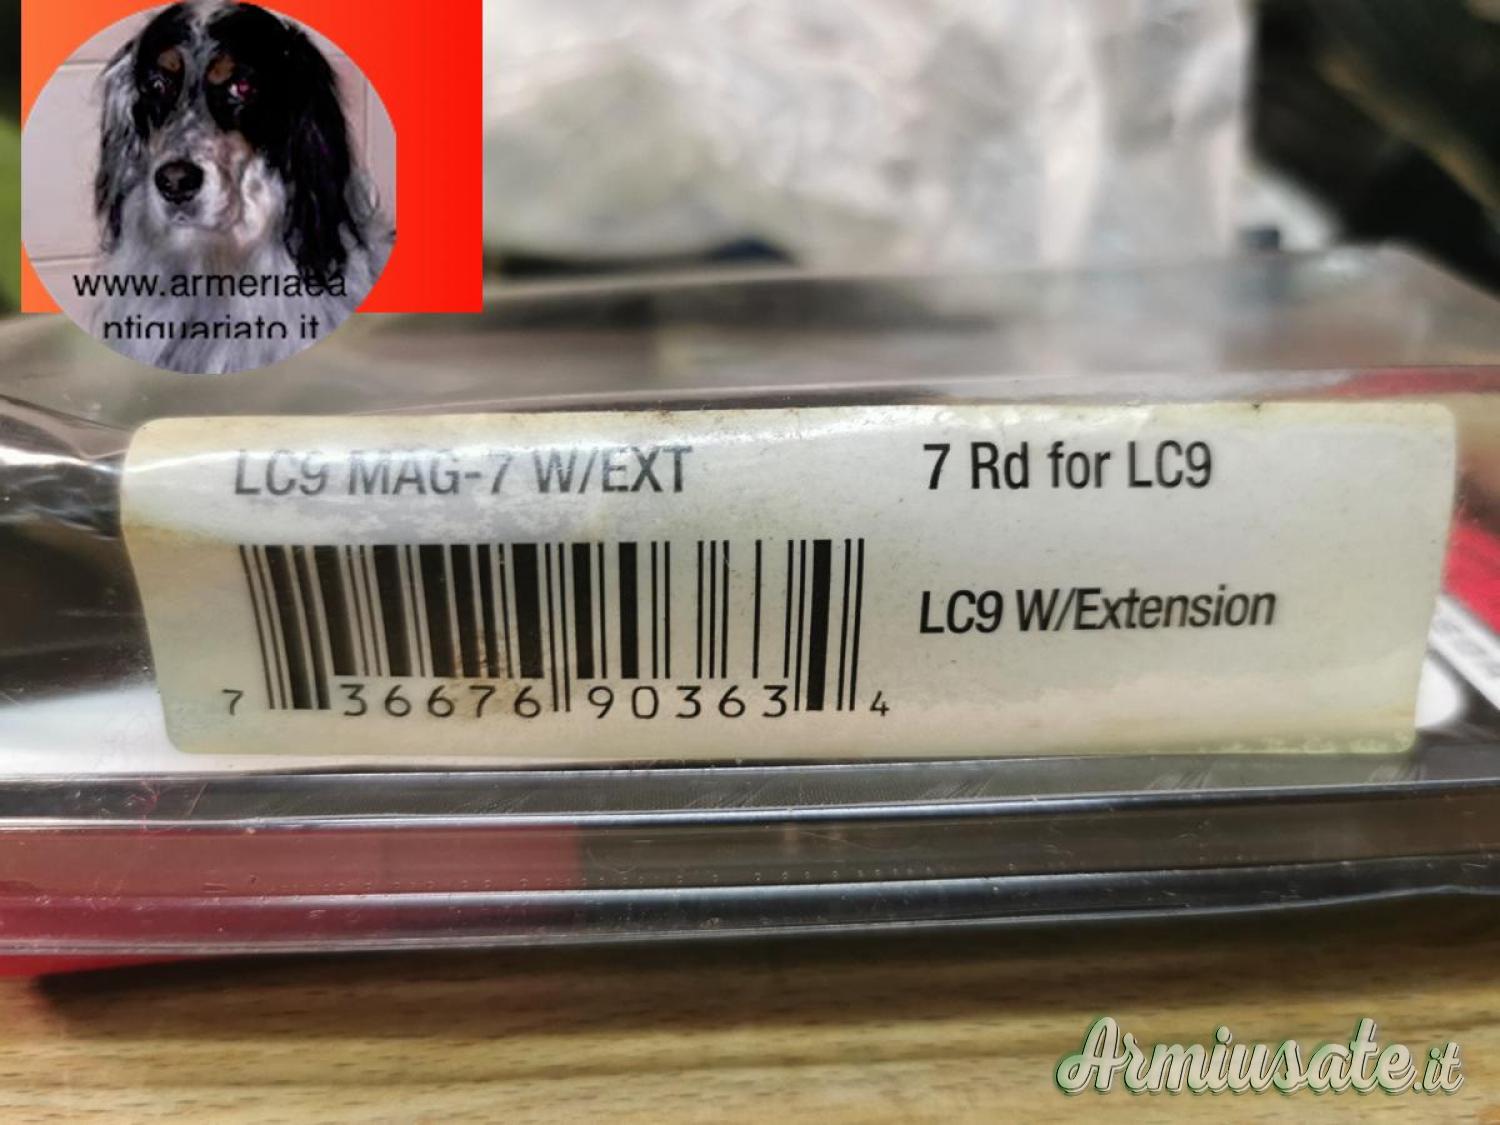 www.armeriaea
ntiquariato.it
LC9 MAG-7 W/EXT
7 Rd for LC9
LC9 W/Extension
7 36676 90363 4
Armiusate.it